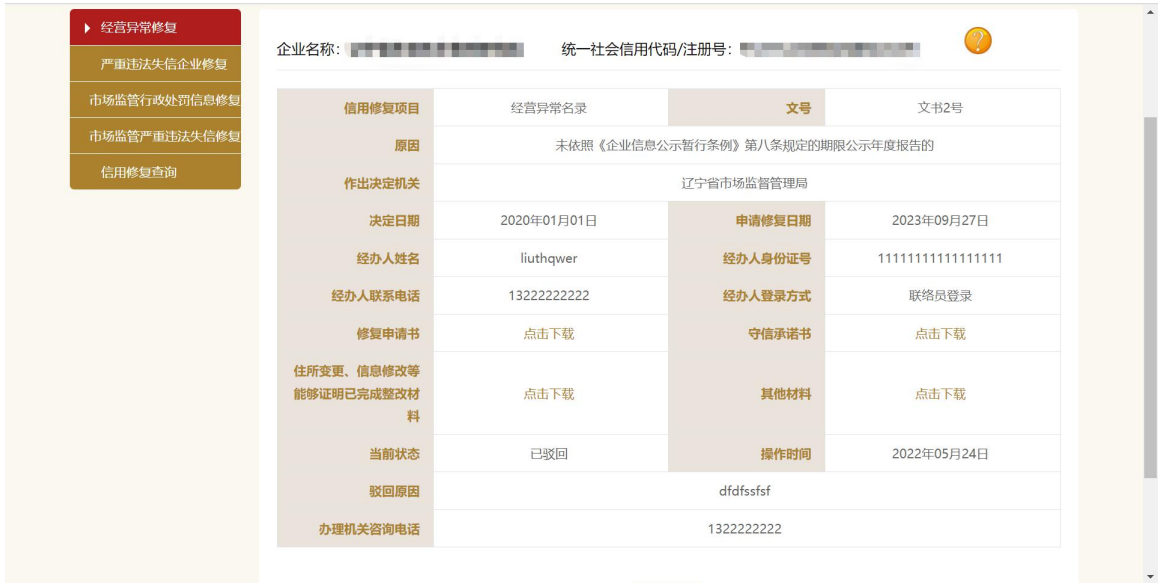 经营异常修复
严重违法失信企业修复
市场监管行政处罚信息修复
市场监管严重违法失信修复
信用修复查询
企业名称： 统一社会信用代码/注册号：
信用修复项目 经营异常名录 文号 文书2号
原因 未依照《企业信息公示暂行条例》第八条规定的期限公示年度报告的
作出决定机关 辽宁省市场监督管理局
决定日期 2020年01月01日 申请修复日期 2023年09月27日
经办人姓名 liuthqwer 经办人身份证号 111111111111111111
经办人联系电话 13222222222 经办人登录方式 联络员登录
修复申请书 点击下载 守信承诺书 点击下载
住所变更、信息修改等
能够证明已完成整改材
料
点击下载 其他材料 点击下载
当前状态 已驳回 操作时间 2022年05月24日
驳回原因 dfdfssfsf
办理机关咨询电话 1322222222